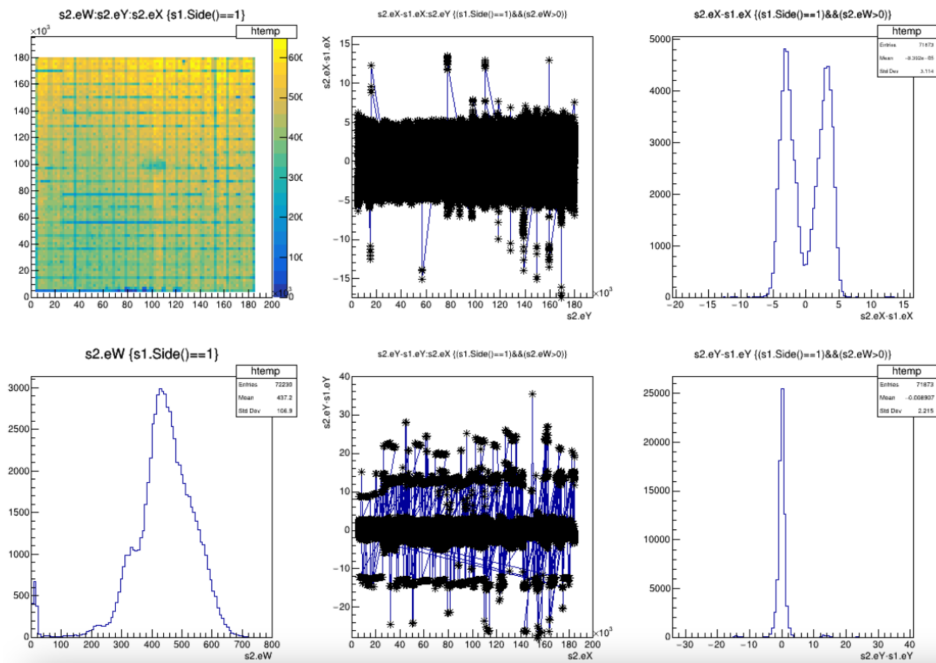 s2.eW:s2.eY:s2.eX {s1.Side()==1}
×10³
htemp
180
160
140
120
100
80
60
40
20
0
600
500
400
300
200
100
0
0 20 40 60 80 100 120 140 160 180 200
s2.eX
s2.eX-s1.eX:s2.eY {(s1.Side()==1)&&(s2.eW>0)}
s2.eX-s1.eX
15
10
5
0
−5
−10
−15
0 20 40 60 80 100 120 140 160 180
×10³
s2.eY
s2.eX-s1.eX {(s1.Side()==1)&&(s2.eW>0)}
htemp
Entries 71673
Mean
Std Dev 3.114
5000
4000
3000
2000
1000
0
−20 −15 −10 −5 0 5 10 15
s2.eX-s1.eX
s2.eW {s1.Side()==1}
htemp
Entries 72230
Mean 437.2
Std Dev 106.9
3000
2500
2000
1500
1000
500
0
0 100 200 300 400 500 600 700 800
s2.eW
s2.eY-s1.eY:s2.eX {(s1.Side()==1)&&(s2.eW>0)}
s2.eY-s1.eY
40
30
20
10
0
−10
−20
0 20 40 60 80 100 120 140 160 180 200
×10³
s2.eX
s2.eY-s1.eY {(s1.Side()==1)&&(s2.eW>0)}
htemp
Entries 71673
Mean -0.008907
Std Dev 2.215
25000
20000
15000
10000
5000
0
−30 −20 −10 0 10 20 30 40
s2.eY-s1.eY